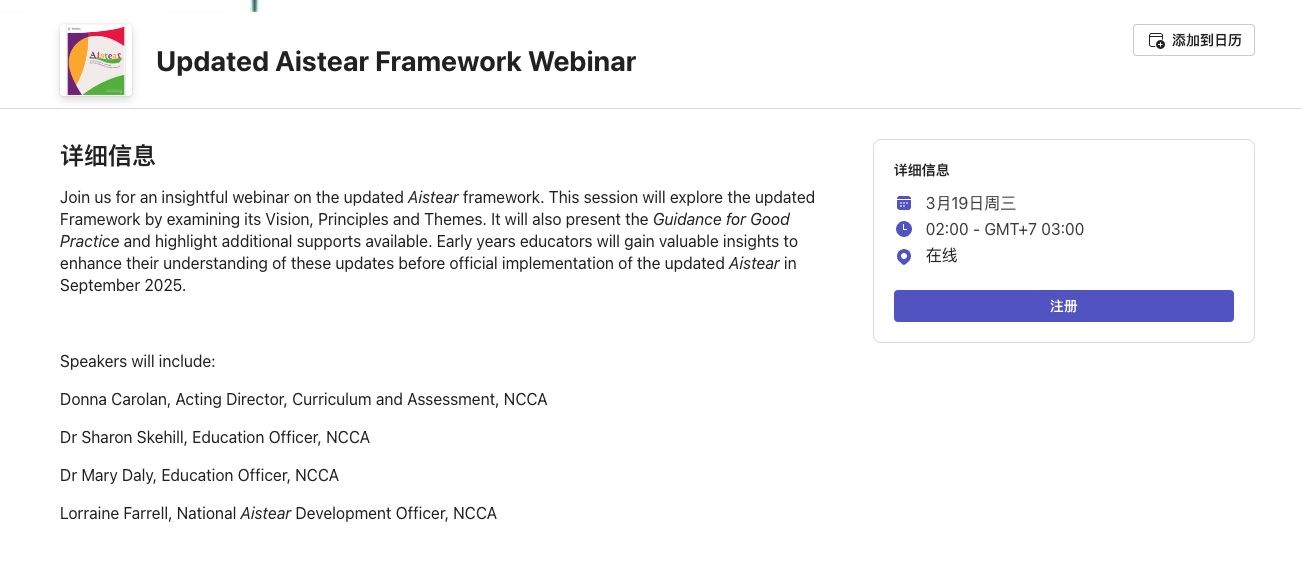 Aistear
Updated Aistear Framework Webinar
添加到日历
详细信息
Join us for an insightful webinar on the updated Aistear framework. This session will explore the updated
Framework by examining its Vision, Principles and Themes. It will also present the Guidance for Good
Practice and highlight additional supports available. Early years educators will gain valuable insights to
enhance their understanding of these updates before official implementation of the updated Aistear in
September 2025.
Speakers will include:
Donna Carolan, Acting Director, Curriculum and Assessment, NCCA
Dr Sharon Skehill, Education Officer, NCCA
Dr Mary Daly, Education Officer, NCCA
Lorraine Farrell, National Aistear Development Officer, NCCA
详细信息
3月19日周三
02:00 - GMT+7 03:00
在线
注册